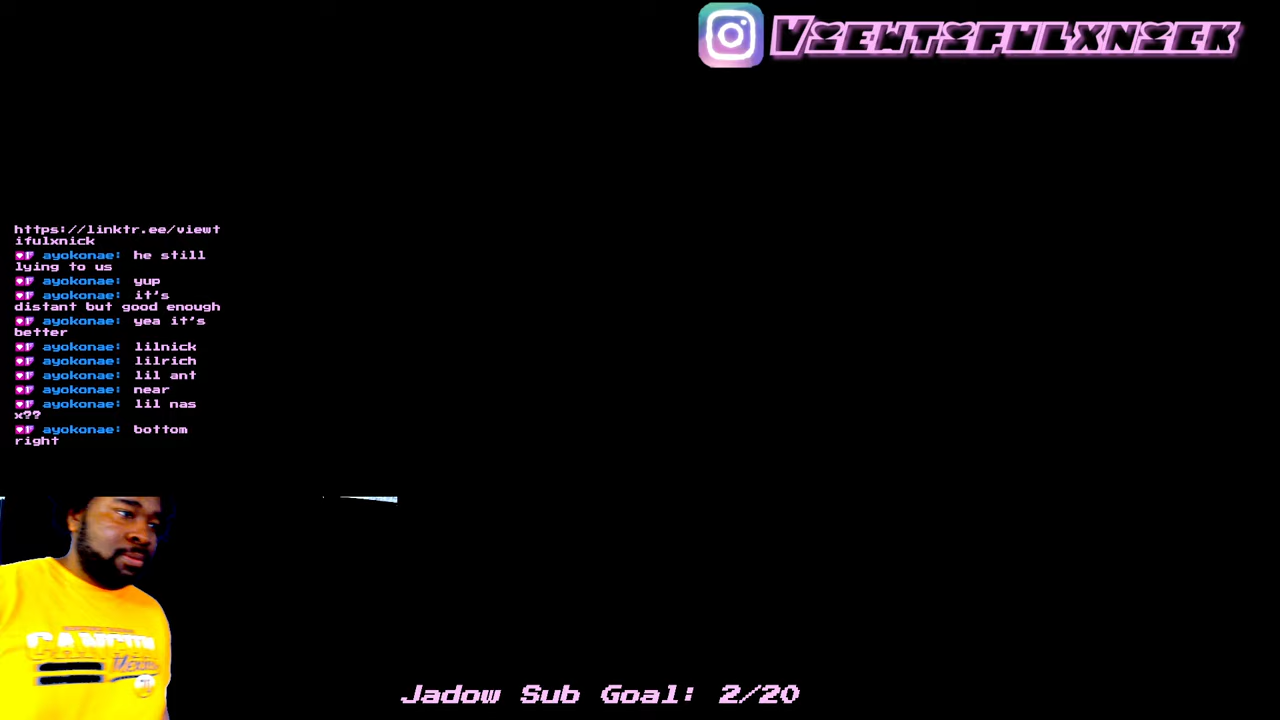 Viewtifulxnick
https://linktr.ee/viewt
ifulxnick
ayokonae: he still
lying to us
ayokonae: yup
ayokonae: it's
distant but good enough
ayokonae: yea it's
better
ayokonae: lilnick
ayokonae: lilrich
ayokonae: lil ant
ayokonae: near
ayokonae: lil nas
x??
ayokonae: bottom
right
CANCUN
Jadow Sub Goal: 2/20